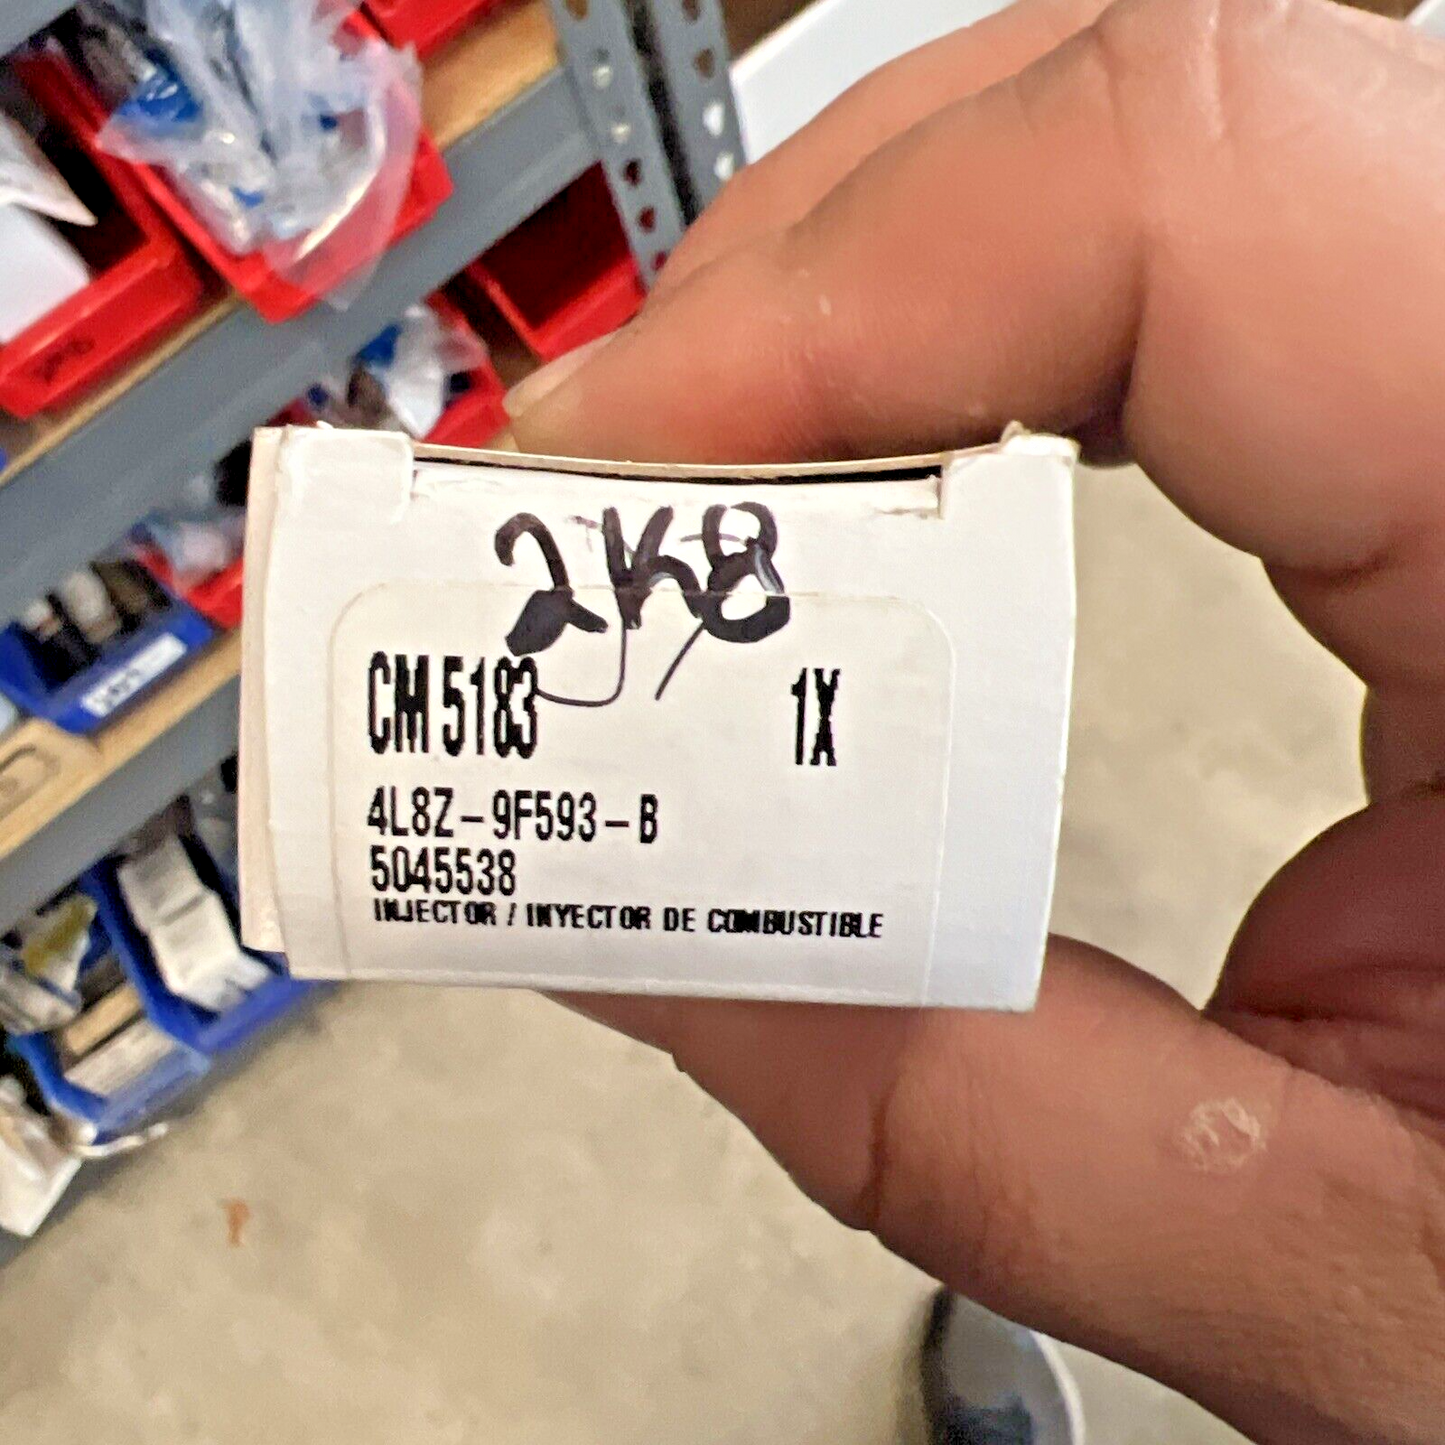 2K8
CM 5183 1X
4L8Z-9F593-B
5045538
INJECTOR / INYECTOR DE COMBUSTIBLE